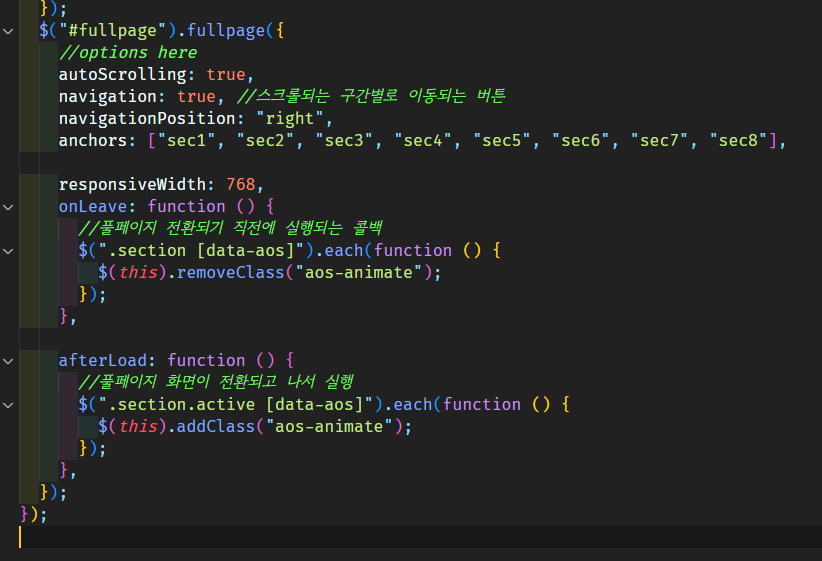 });
$("#fullpage").fullpage({
//options here
autoScrolling: true,
navigation: true, //스크롤되는 구간별로 이동되는 버튼
navigationPosition: "right",
anchors: ["sec1", "sec2", "sec3", "sec4", "sec5", "sec6", "sec7", "sec8"],
responsiveWidth: 768,
onLeave: function () {
//풀페이지 전환되기 직전에 실행되는 콜백
$(".section [data-aos]").each(function () {
$(this).removeClass("aos-animate");
});
},
afterLoad: function () {
//풀페이지 화면이 전환되고 나서 실행
$(".section.active [data-aos]").each(function () {
$(this).addClass("aos-animate");
});
},
});
});